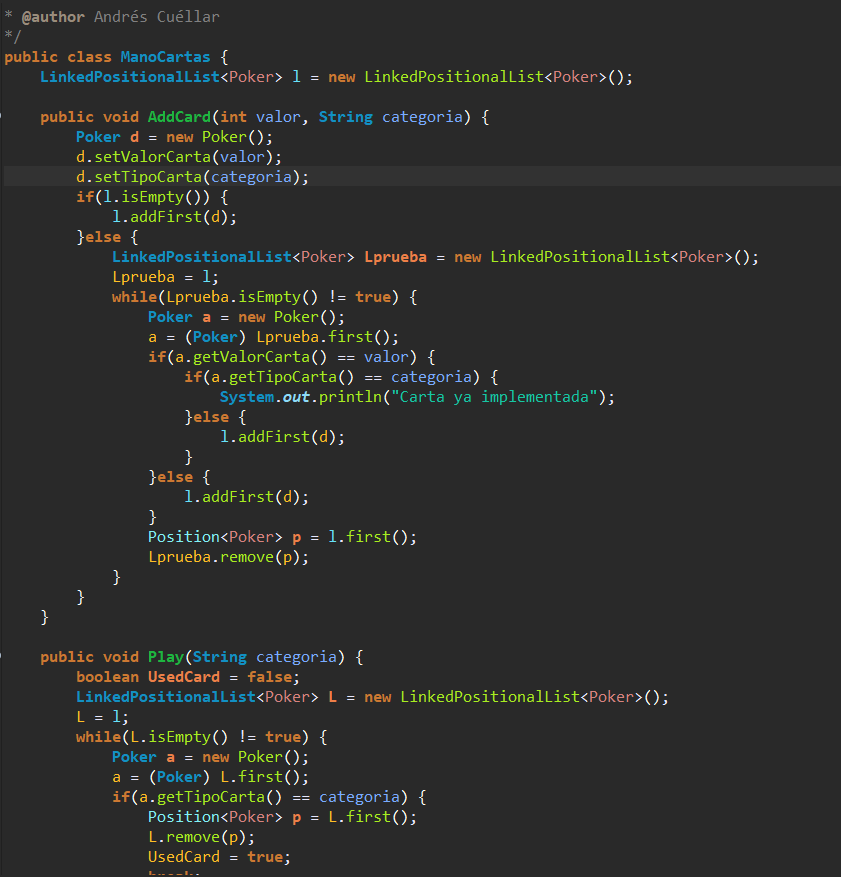 * @author Andrés Cuéllar
*/
public class ManoCartas {
    LinkedPositionalList<Poker> l = new LinkedPositionalList<Poker>();

    public void AddCard(int valor, String categoria) {
        Poker d = new Poker();
        d.setValorCarta(valor);
        d.setTipoCarta(categoria);
        if(l.isEmpty()) {
            l.addFirst(d);
        }else {
            LinkedPositionalList<Poker> Lprueba = new LinkedPositionalList<Poker>();
            Lprueba = l;
            while(Lprueba.isEmpty() != true) {
                Poker a = new Poker();
                a = (Poker) Lprueba.first();
                if(a.getValorCarta() == valor) {
                    if(a.getTipoCarta() == categoria) {
                        System.out.println("Carta ya implementada");
                    }else {
                        l.addFirst(d);
                    }
                }else {
                    l.addFirst(d);
                }
                Position<Poker> p = l.first();
                Lprueba.remove(p);
            }
        }
    }

    public void Play(String categoria) {
        boolean UsedCard = false;
        LinkedPositionalList<Poker> L = new LinkedPositionalList<Poker>();
        L = l;
        while(L.isEmpty() != true) {
            Poker a = new Poker();
            a = (Poker) L.first();
            if(a.getTipoCarta() == categoria) {
                Position<Poker> p = L.first();
                L.remove(p);
                UsedCard = true;
                break;